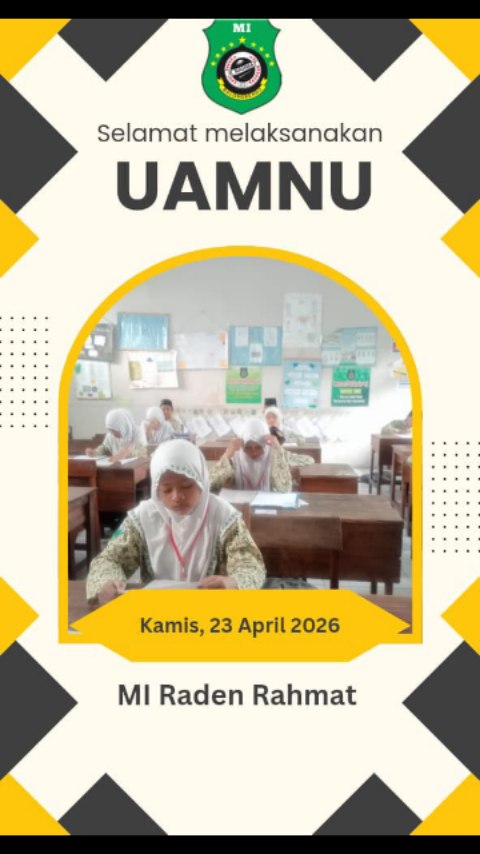 MI
Selamat melaksanakan
UAMNU
Kamis, 23 April 2026
MI Raden Rahmat